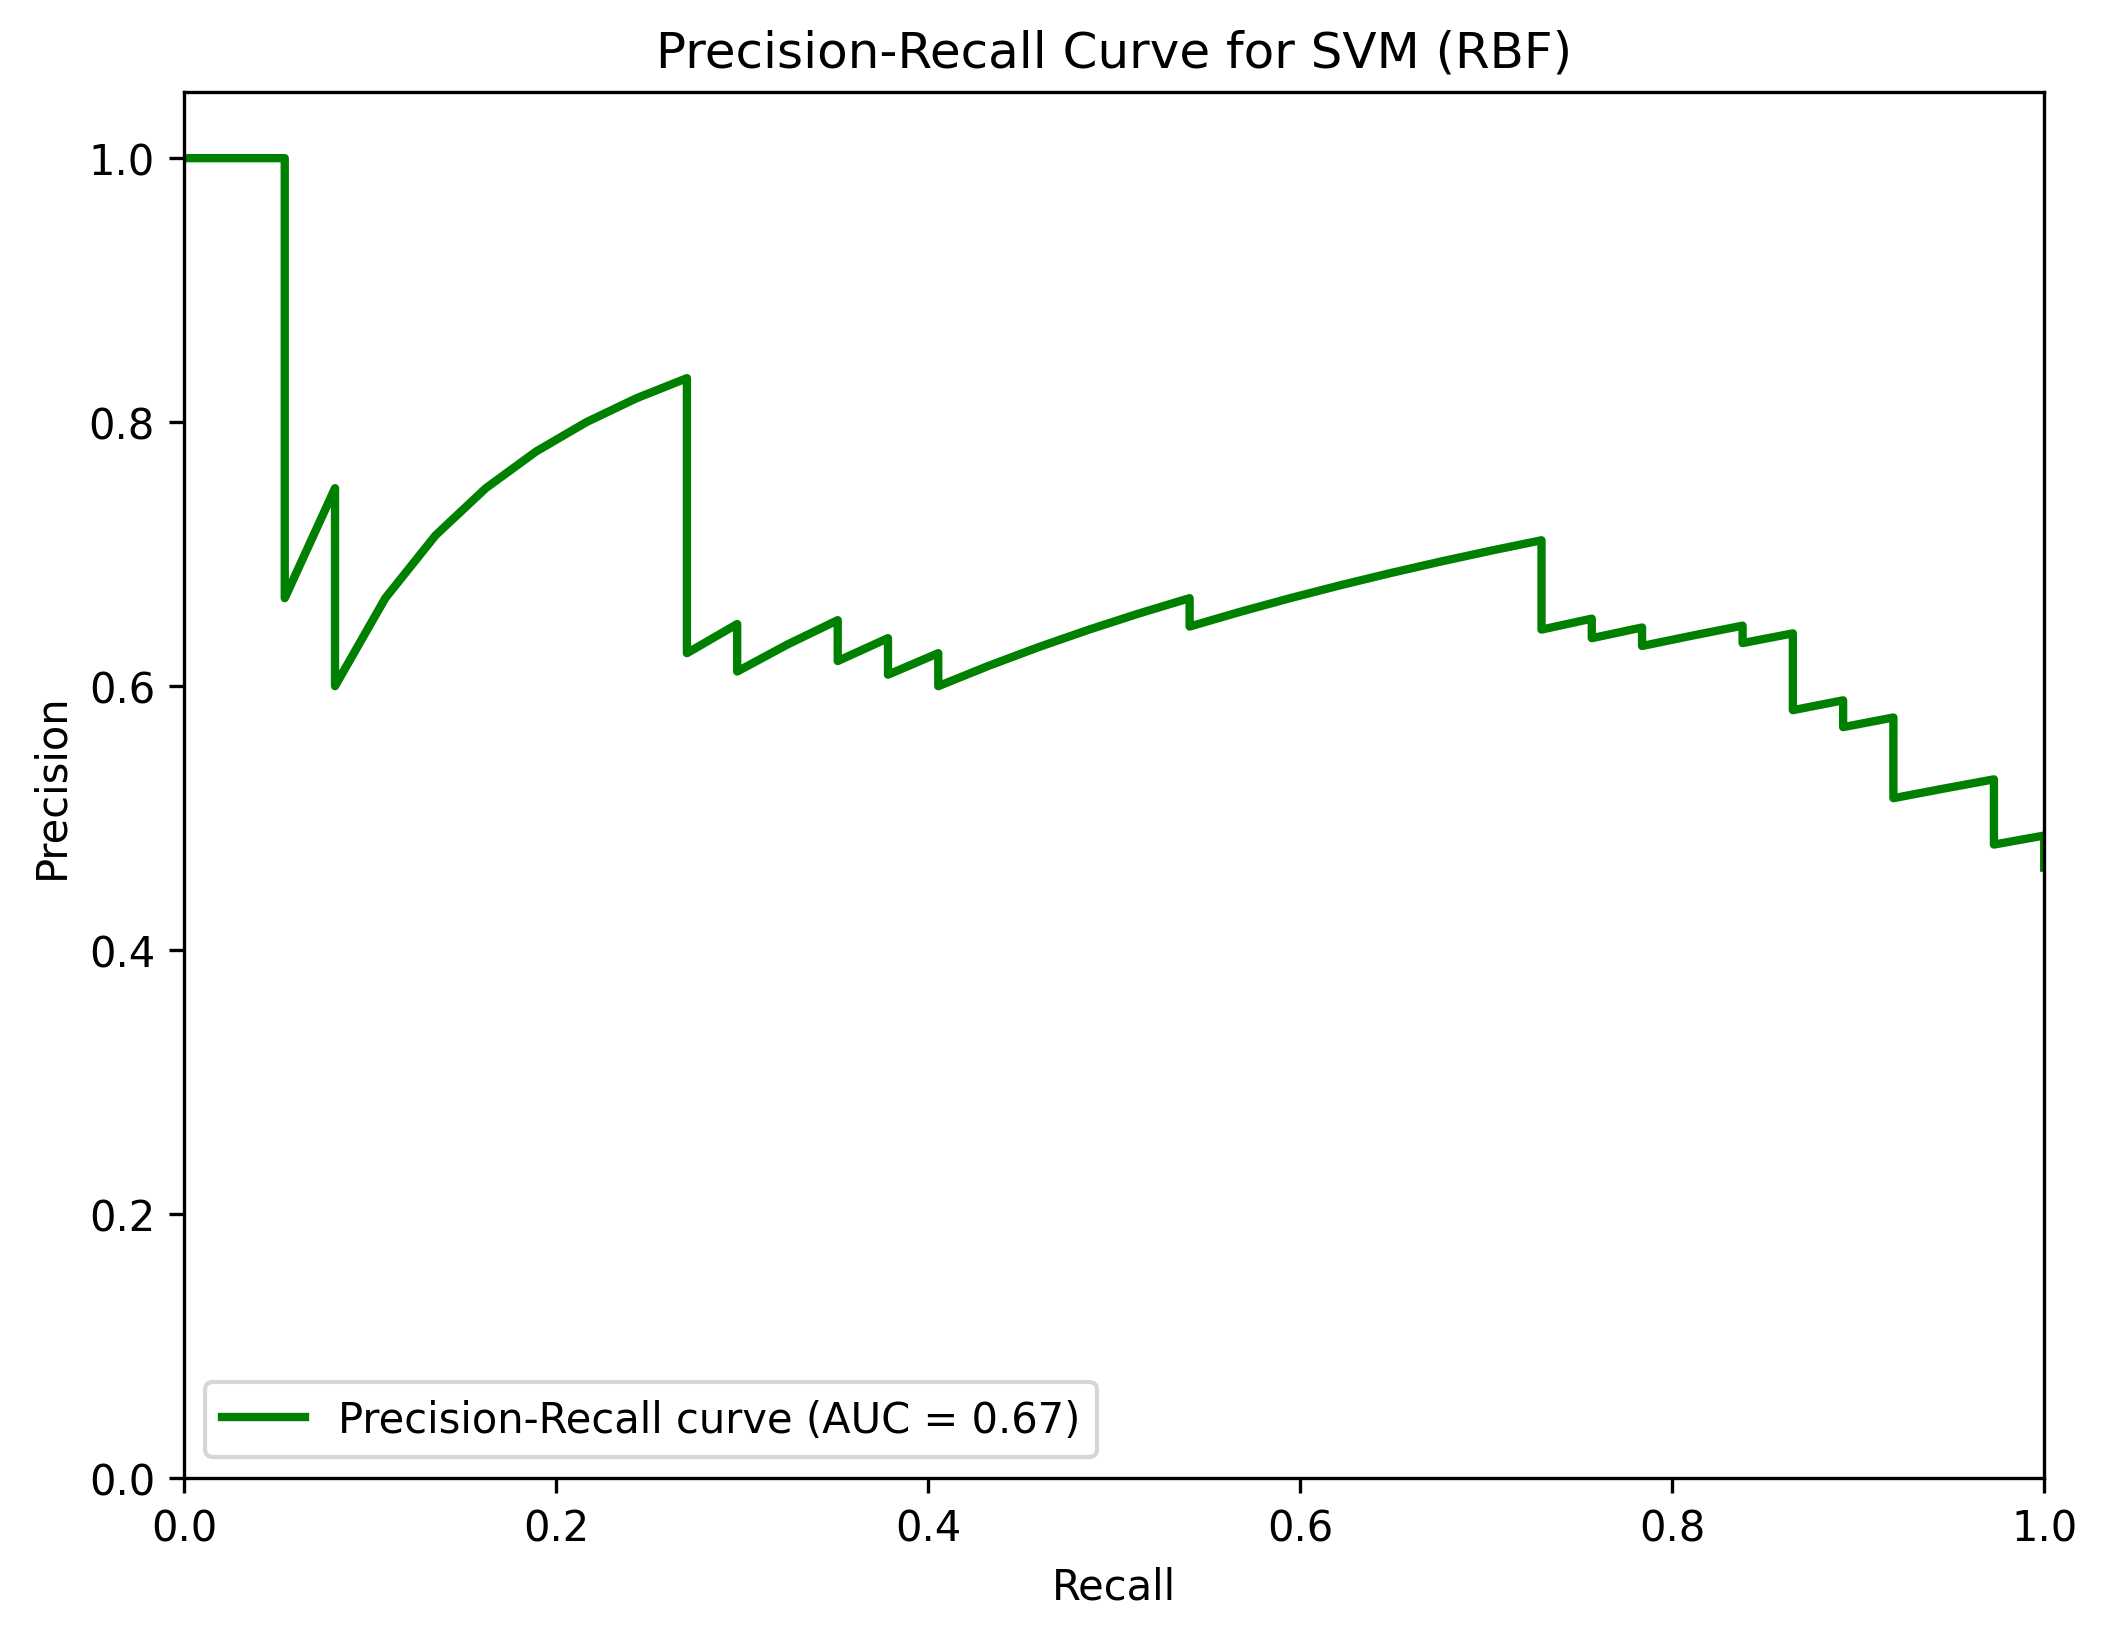 Precision-Recall Curve for SVM (RBF)
1.0
0.8
0.6
0.4
0.2
0.0
Precision
Precision-Recall curve (AUC = 0.67)
0.0 0.2 0.4 0.6 0.8 1.0
Recall